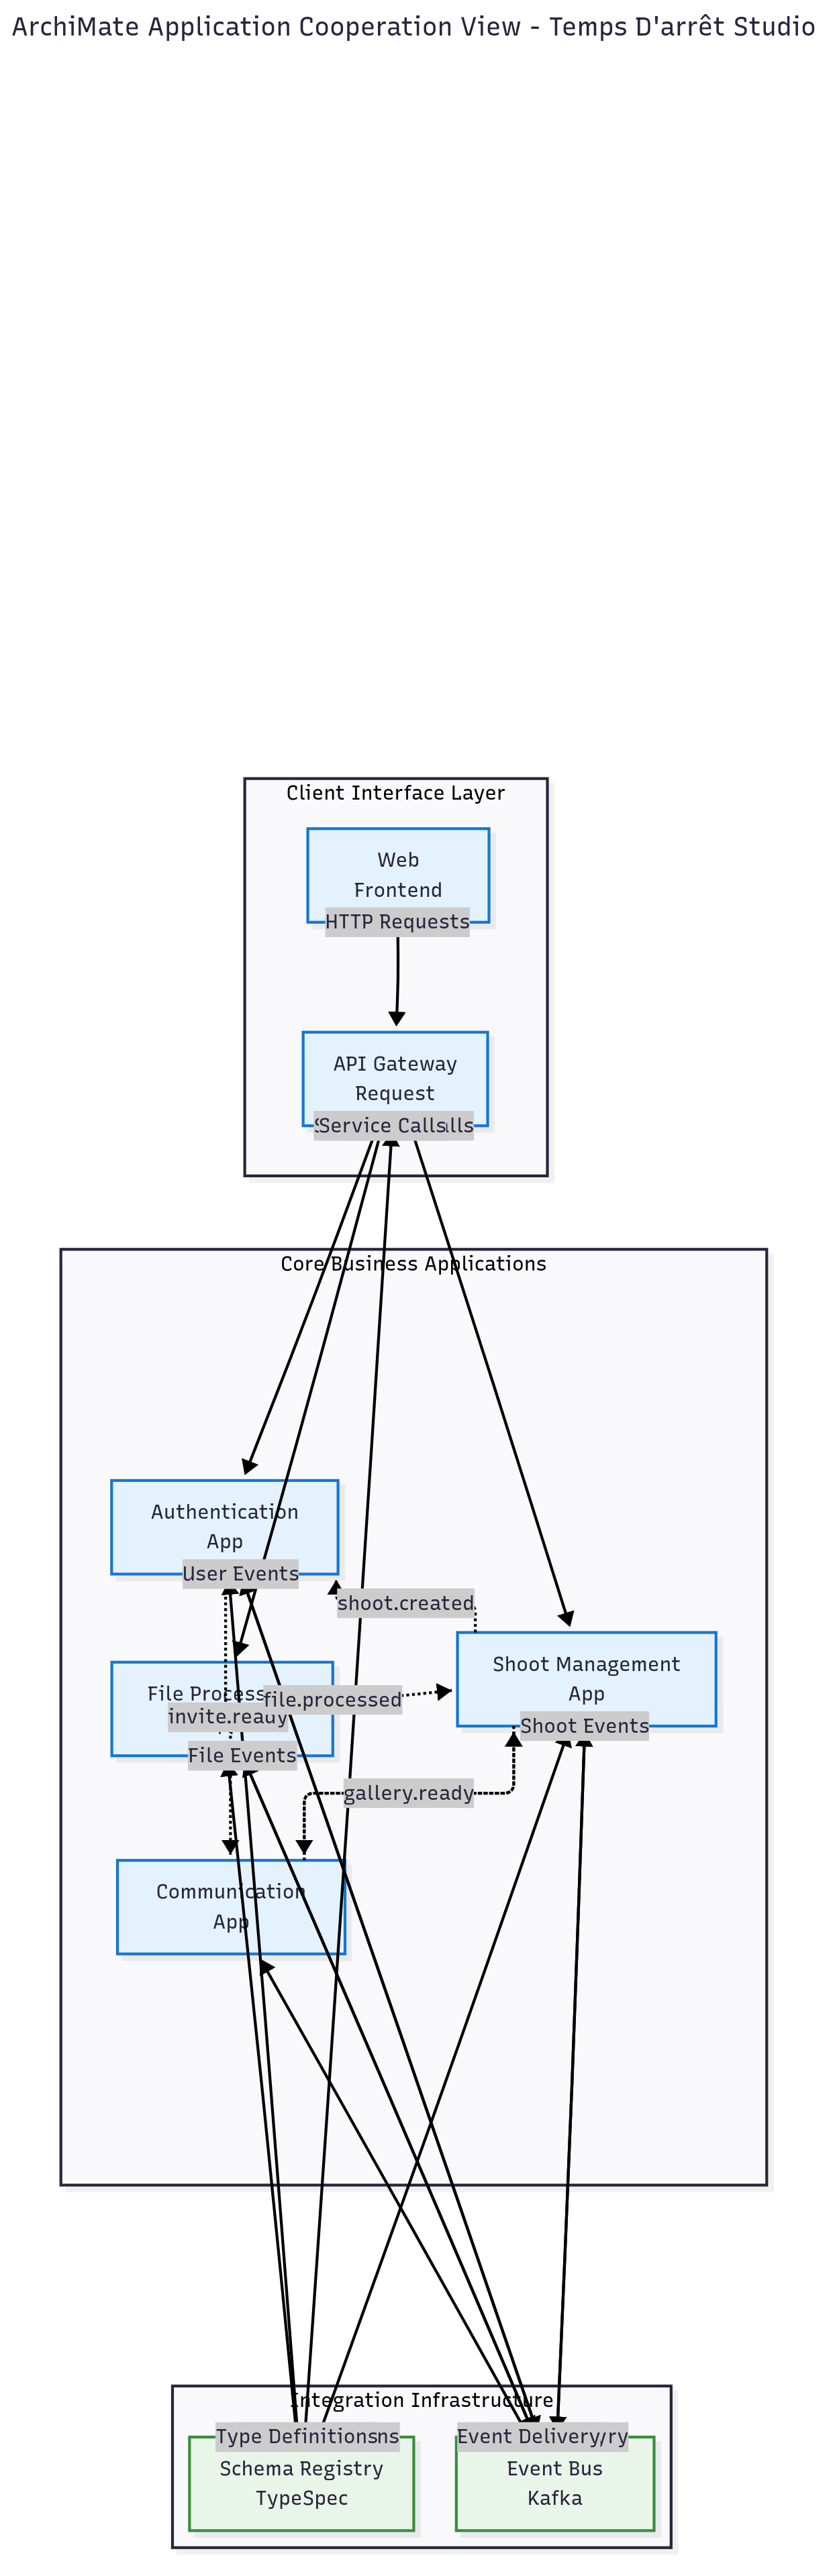 ArchiMate Application Cooperation View - Temps D'arrêt Studio
Client Interface Layer
Web
Frontend
HTTP Requests
API Gateway
Request
Service Calls
Core Business Applications
Authentication
App
User Events
shoot.created
Shoot Management
App
Shoot Events
file.processed
invite.ready
File Events
gallery.ready
Communication
App
Integration Infrastructure
Type Definitions
Schema Registry
TypeSpec
Event Delivery
Event Bus
Kafka